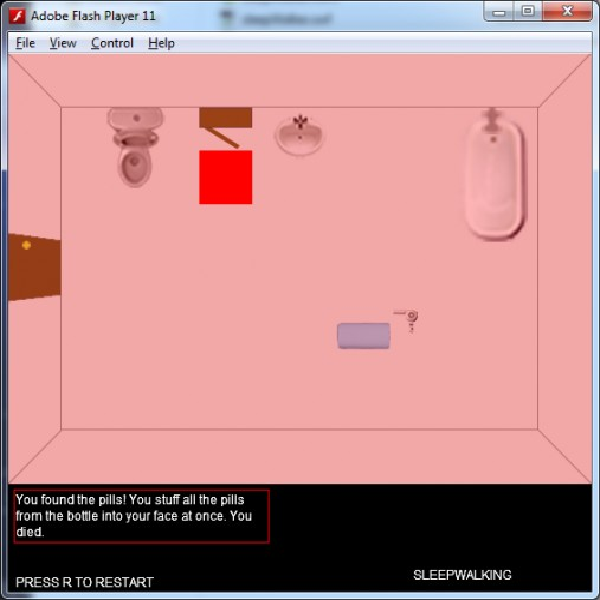 Adobe Flash Player 11
File View Control Help
You found the pills! You stuff all the pills
from the bottle into your face at once. You
died.
SLEEPWALKING
PRESS R TO RESTART